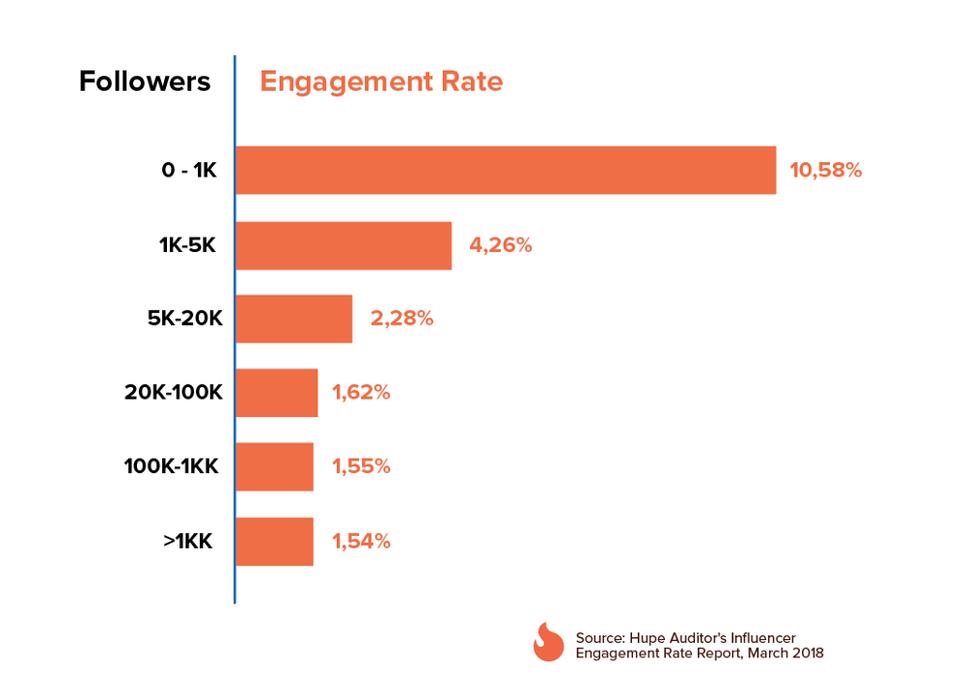 Followers Engagement Rate
0 - 1K 10,58%
1K-5K 4,26%
5K-20K 2,28%
20K-100K 1,62%
100K-1KK 1,55%
>1KK 1,54%
Source: Hupe Auditor's Influencer
Engagement Rate Report, March 2018